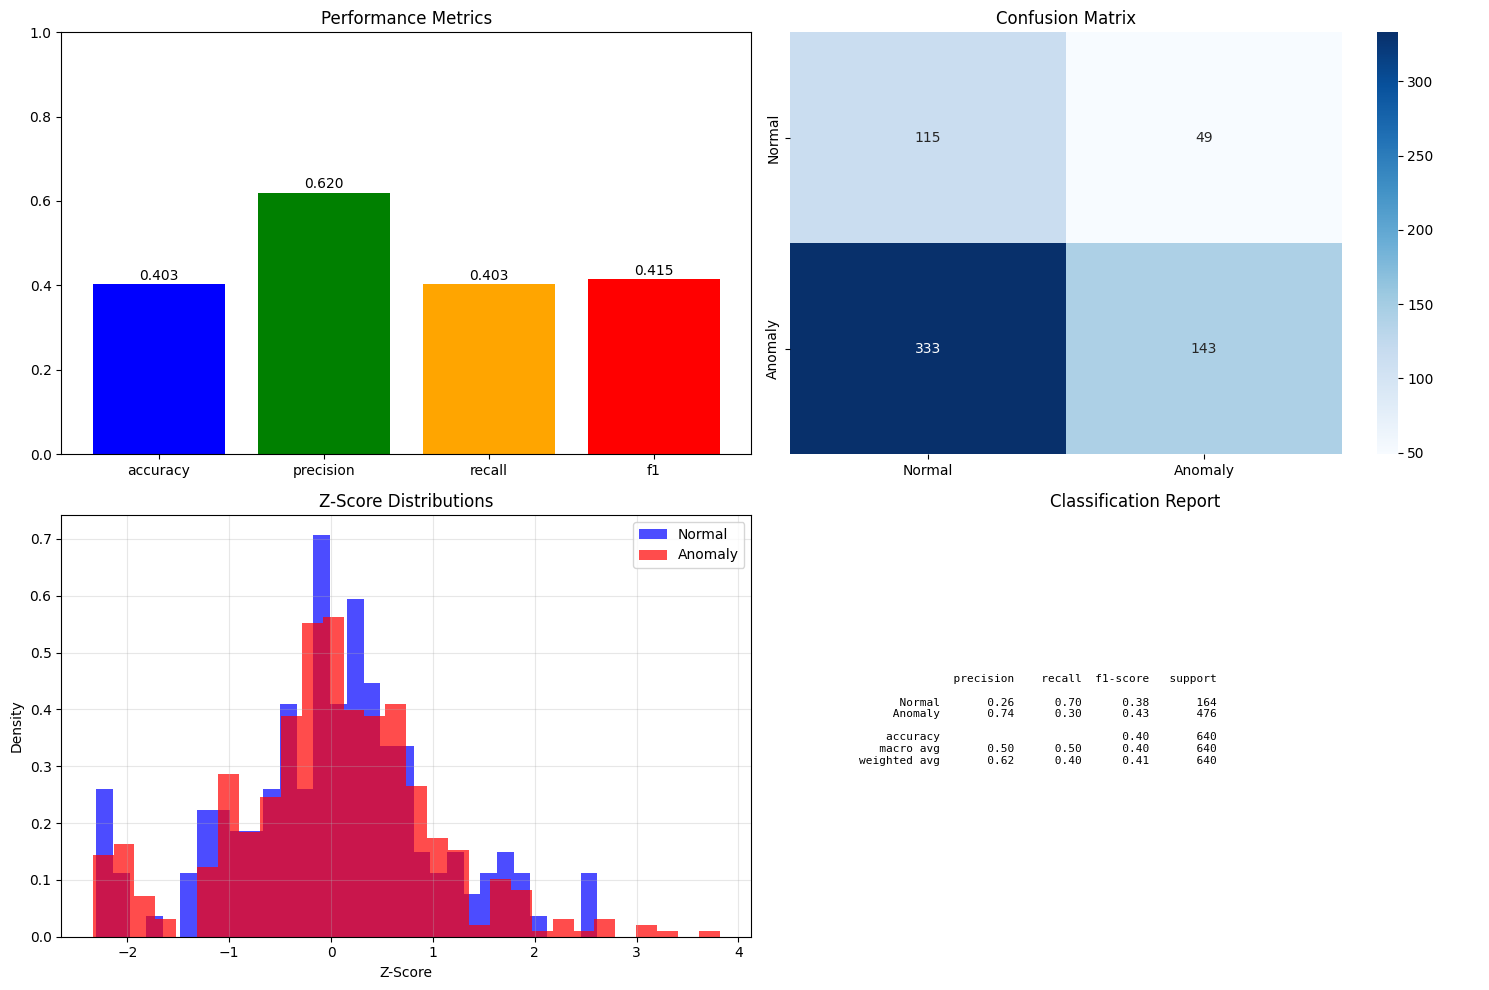 Performance Metrics
1.0
0.8
0.6
0.4
0.2
0.0
0.403
0.620
0.403
0.415
accuracy
precision
recall
f1
Confusion Matrix
Normal
Anomaly
115
49
333
143
Normal
Anomaly
300
250
200
150
100
50
Z-Score Distributions
Normal
Anomaly
Density
0.7
0.6
0.5
0.4
0.3
0.2
0.1
0.0
−2
−1
0
1
2
3
4
Z-Score
Classification Report
precision recall f1-score support
Normal 0.26 0.70 0.38 164
Anomaly 0.74 0.30 0.43 476
accuracy 0.40 640
macro avg 0.50 0.50 0.40 640
weighted avg 0.62 0.40 0.41 640